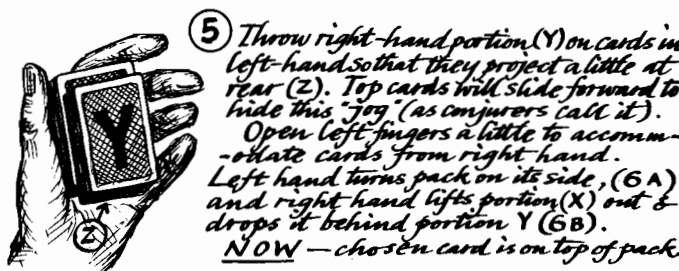 5 Throw right-hand portion (Y) on cards in
left-hand so that they project a little at
rear (Z). Top cards will slide forward to
hide this "jog" (as conjurers call it).
Open left fingers a little to accomm-
-odate cards from right hand.
Left hand turns pack on its side, (6A)
and right hand lifts portion (X) out &
drops it behind portion Y (6B).
NOW — chosen card is on top of pack.
Y
Z